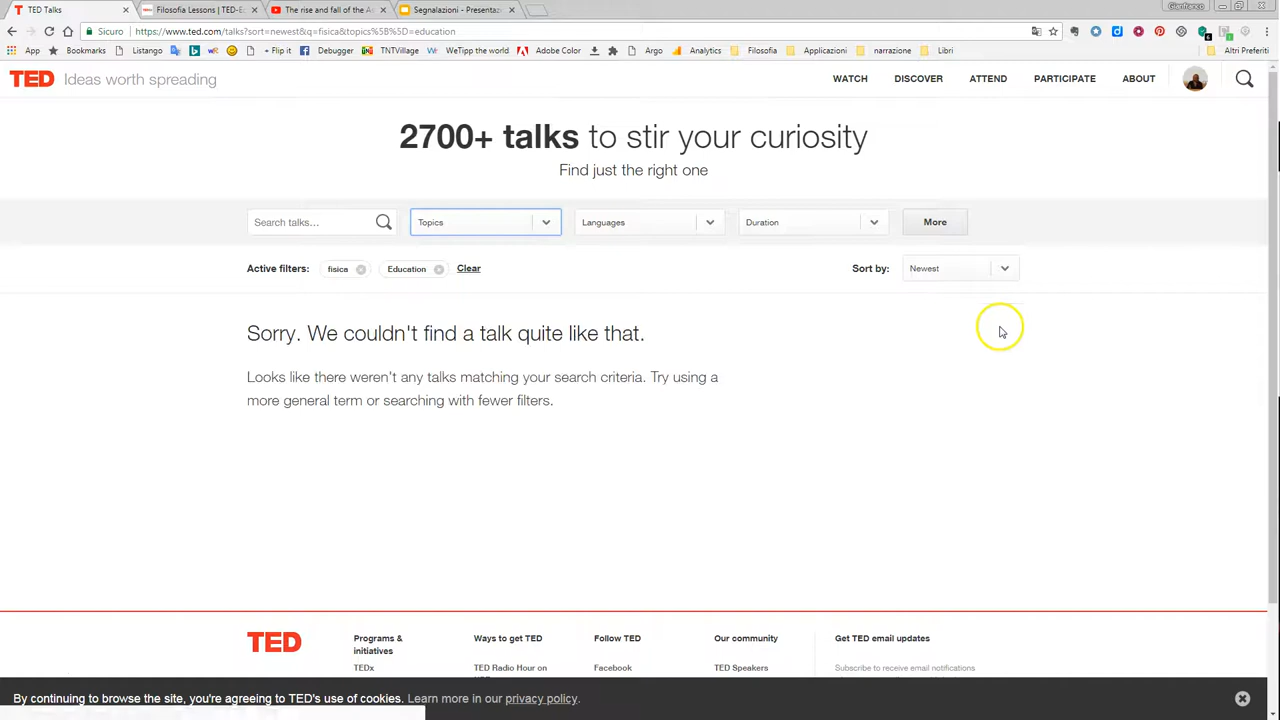 TED Talks
Filosofia Lessons | TED-E
The rise and fall of the A
Segnalazioni - Presentaz
Gianfranco
Sicuro
https://www.ted.com/talks?sort=newest&q=fisica&topics%5B%5D=education
App
Bookmarks
Listango
WeTipp the world
+ Flip it
Debugger
TNTVillage
Adobe Color
Argo
Analytics
Filosofia
Applicazioni
narrazione
Libri
Altri Preferiti
TED Ideas worth spreading
WATCH DISCOVER ATTEND PARTICIPATE ABOUT
2700+ talks to stir your curiosity
Find just the right one
Search talks...
Topics
Languages
Duration
More
Active filters: fisica Education Clear
Sort by: Newest
Sorry. We couldn't find a talk quite like that.
Looks like there weren't any talks matching your search criteria. Try using a
more general term or searching with fewer filters.
TED
Programs &
initiatives
TEDx
Ways to get TED
TED Radio Hour on
Follow TED
Facebook
Our community
TED Speakers
Get TED email updates
Subscribe to receive email notifications
By continuing to browse the site, you're agreeing to TED's use of cookies. Learn more in our privacy policy.